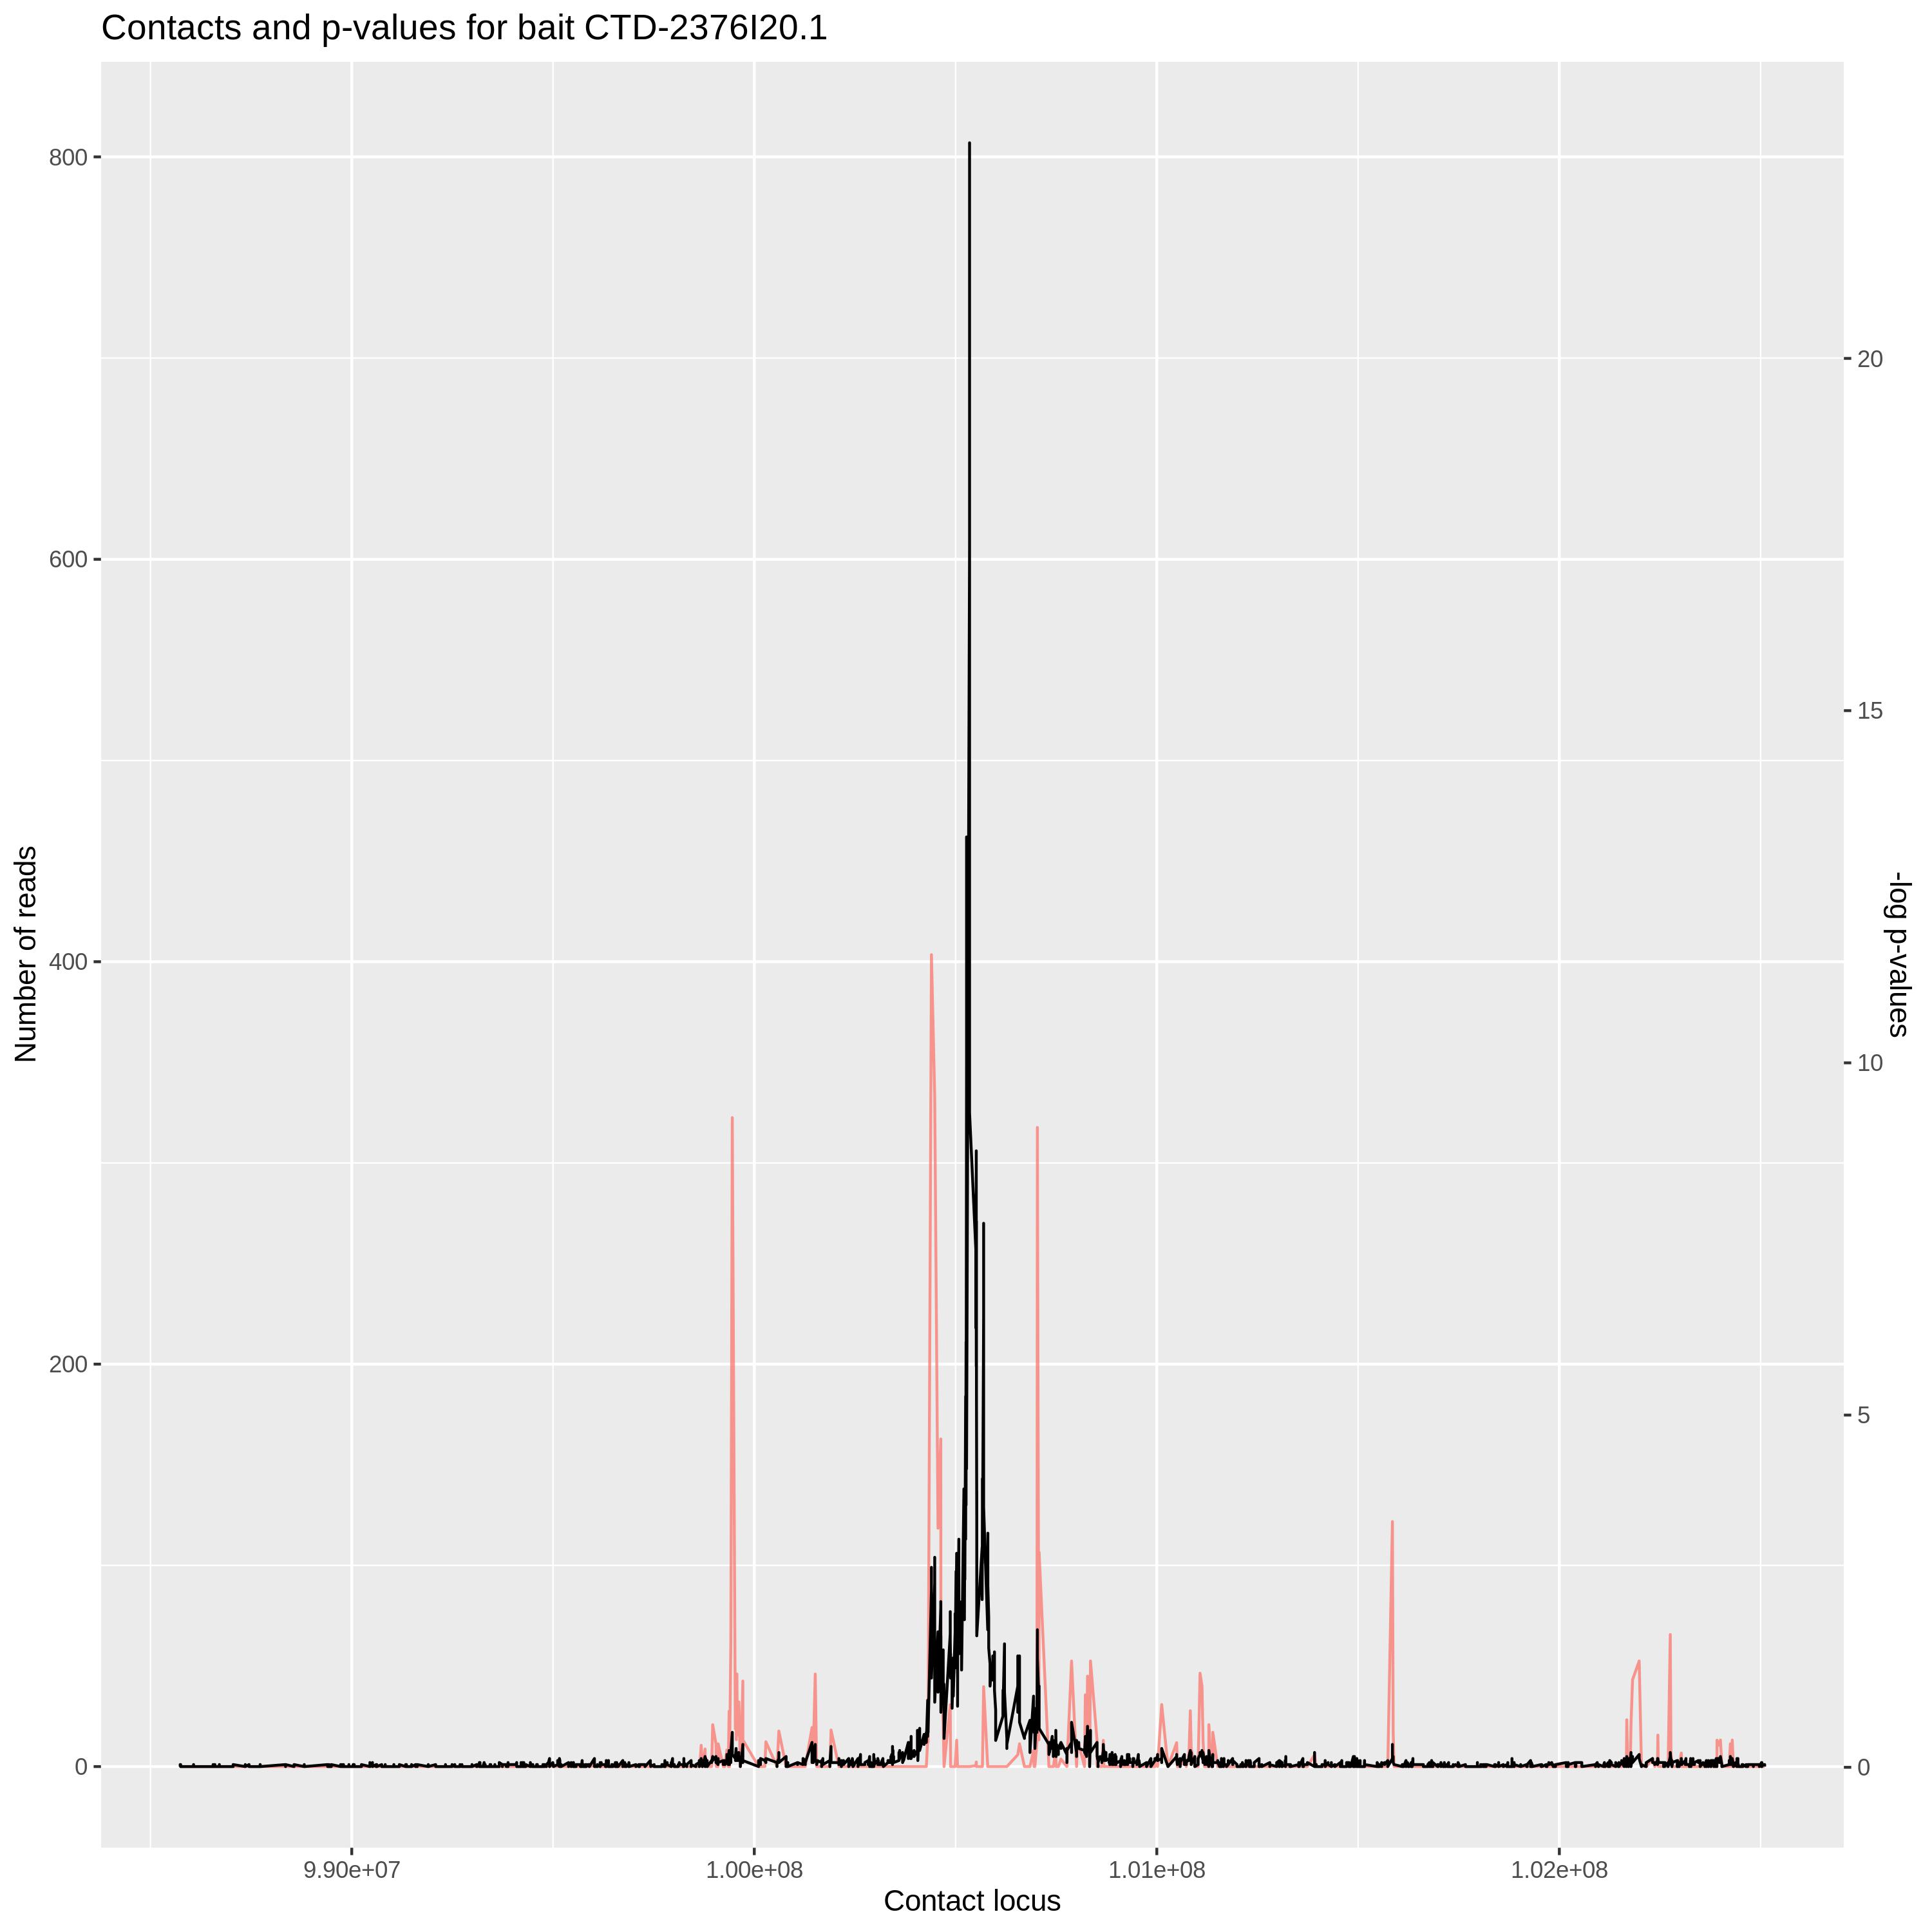 Contacts and p-values for bait CTD-2376I20.1
800
600
400
200
0
Number of reads
20
15
10
5
0
-log p-values
9.90e+07 1.00e+08 1.01e+08 1.02e+08
Contact locus